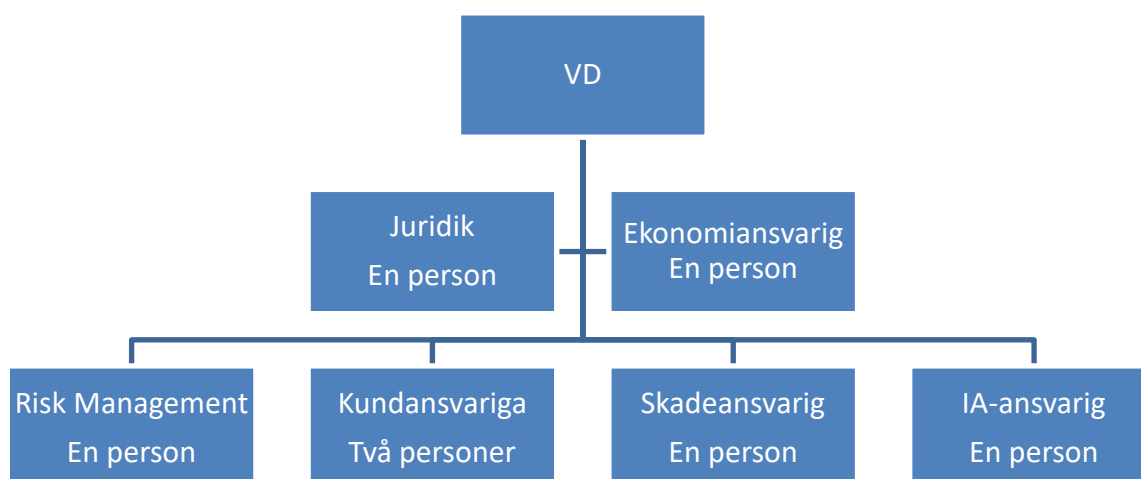 VD
Juridik
En person
Ekonomiansvarig
En person
Risk Management
En person
Kundansvariga
Två personer
Skadeansvarig
En person
IA-ansvarig
En person